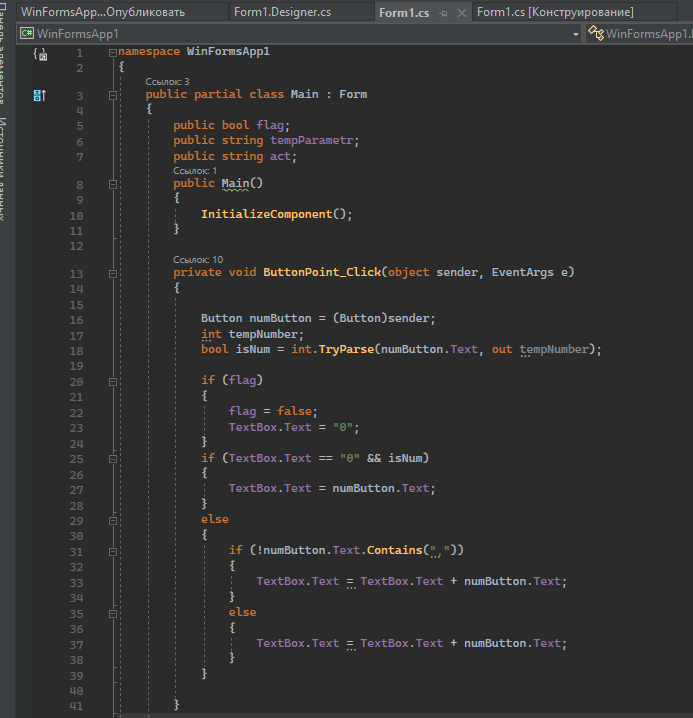 WinFormsApp...Опубликовать
Form1.Designer.cs
Form1.cs
Form1.cs [Конструирование]
C# WinFormsApp1
WinFormsApp1.
1 namespace WinFormsApp1
2 {
Ссылок: 3
3 public partial class Main : Form
4 {
5 public bool flag;
6 public string tempParametr;
7 public string act;
Ссылок: 1
8 public Main()
9 {
10 InitializeComponent();
11 }
12
Ссылок: 10
13 private void ButtonPoint_Click(object sender, EventArgs e)
14 {
15
16 Button numButton = (Button)sender;
17 int tempNumber;
18 bool isNum = int.TryParse(numButton.Text, out tempNumber);
19
20 if (flag)
21 {
22 flag = false;
23 TextBox.Text = "0";
24 }
25 if (TextBox.Text == "0" && isNum)
26 {
27 TextBox.Text = numButton.Text;
28 }
29 else
30 {
31 if (!numButton.Text.Contains(","))
32 {
33 TextBox.Text = TextBox.Text + numButton.Text;
34 }
35 else
36 {
37 TextBox.Text = TextBox.Text + numButton.Text;
38 }
39 }
40
41 }